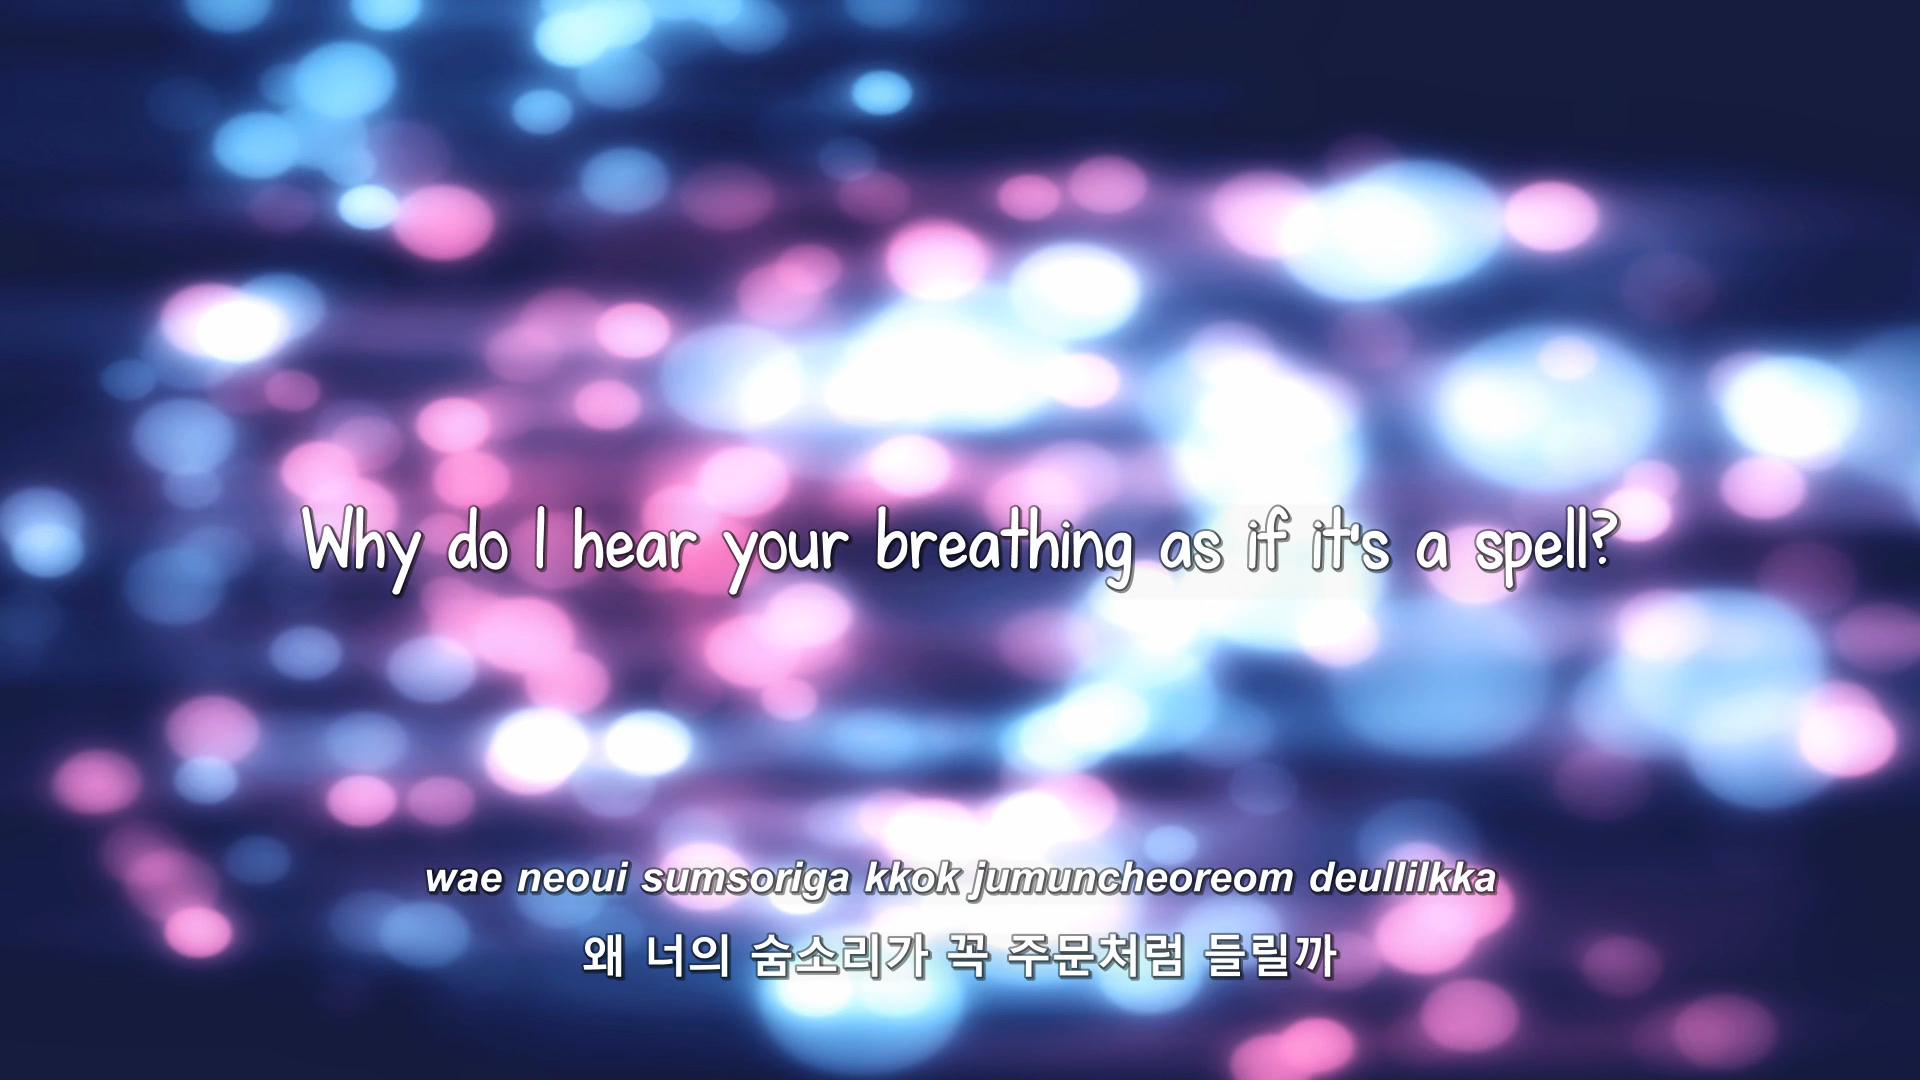 Why do I hear your breathing as if it's a spell?
wae neoui sumsoriga kkok jumuncheoreom deullilkka
왜 너의 숨소리가 꼭 주문처럼 들릴까